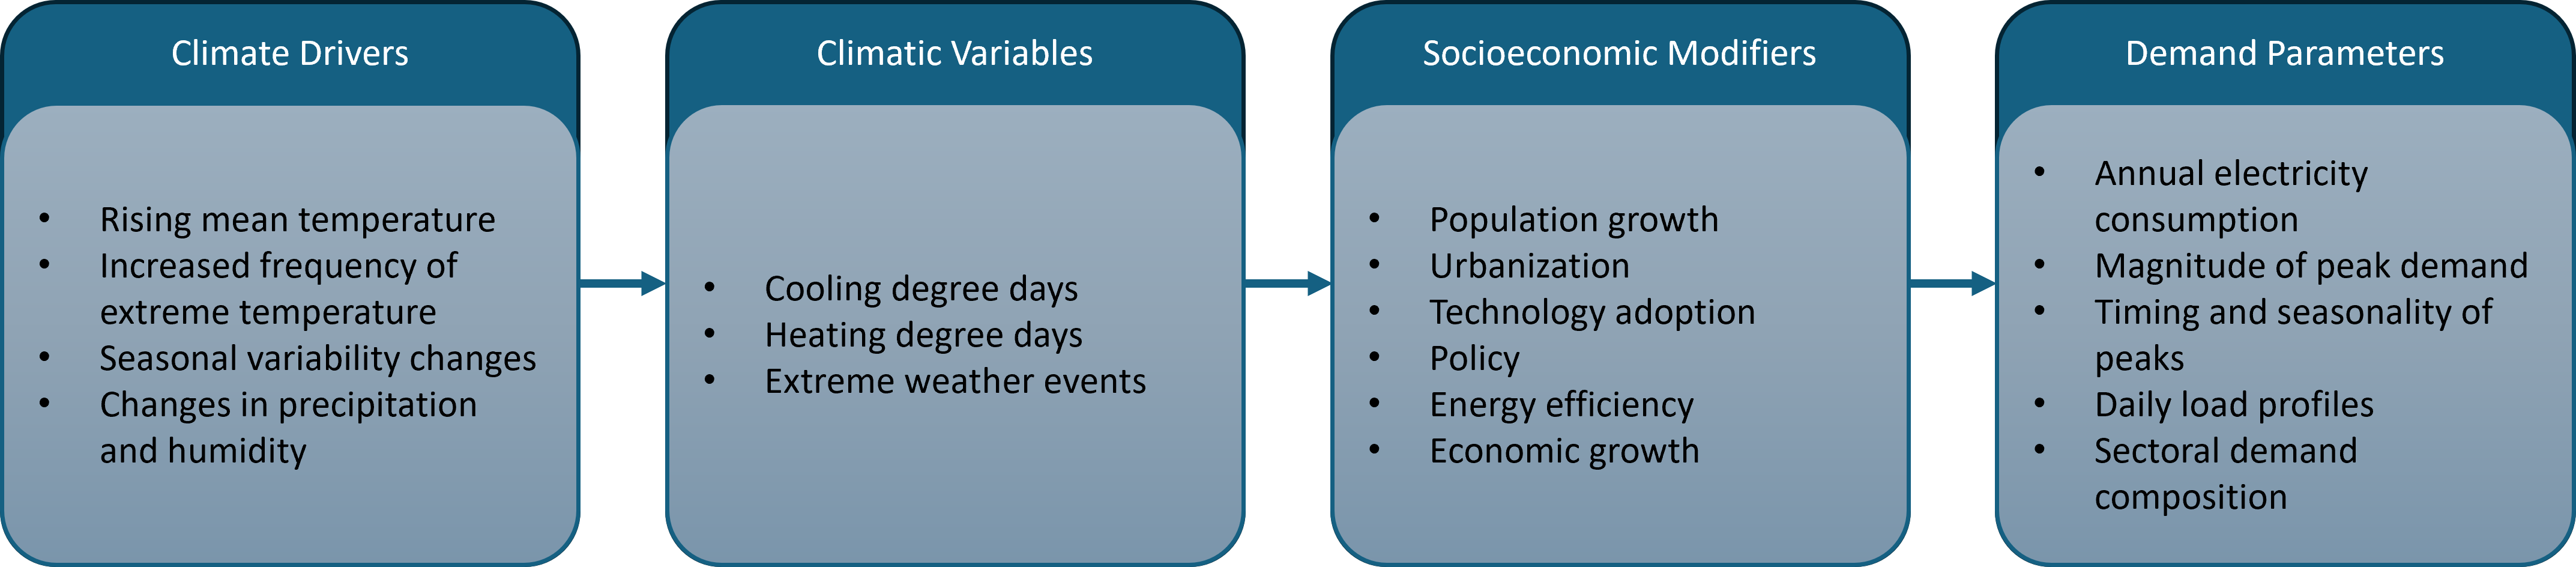 Climate Drivers
• Rising mean temperature
• Increased frequency of
extreme temperature
• Seasonal variability changes
• Changes in precipitation
and humidity
Climatic Variables
• Cooling degree days
• Heating degree days
• Extreme weather events
Socioeconomic Modifiers
• Population growth
• Urbanization
• Technology adoption
• Policy
• Energy efficiency
• Economic growth
Demand Parameters
• Annual electricity
consumption
• Magnitude of peak demand
• Timing and seasonality of
peaks
• Daily load profiles
• Sectoral demand
composition